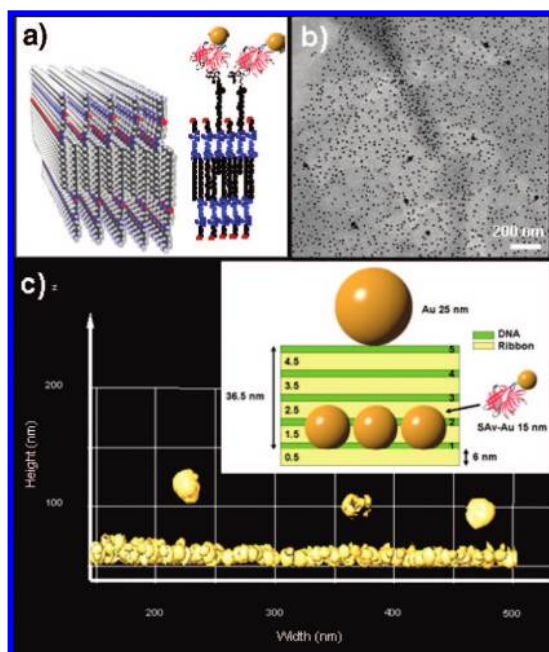 a)
b)
200 nm
c)
z
Au 25 nm
DNA
Ribbon
5
4.5
4
3.5
3
36.5 nm
2.5
2
SAv-Au 15 nm
1.5
1
0.5
6 nm
Height (nm)
200
100
200
300
400
500
Width (nm)